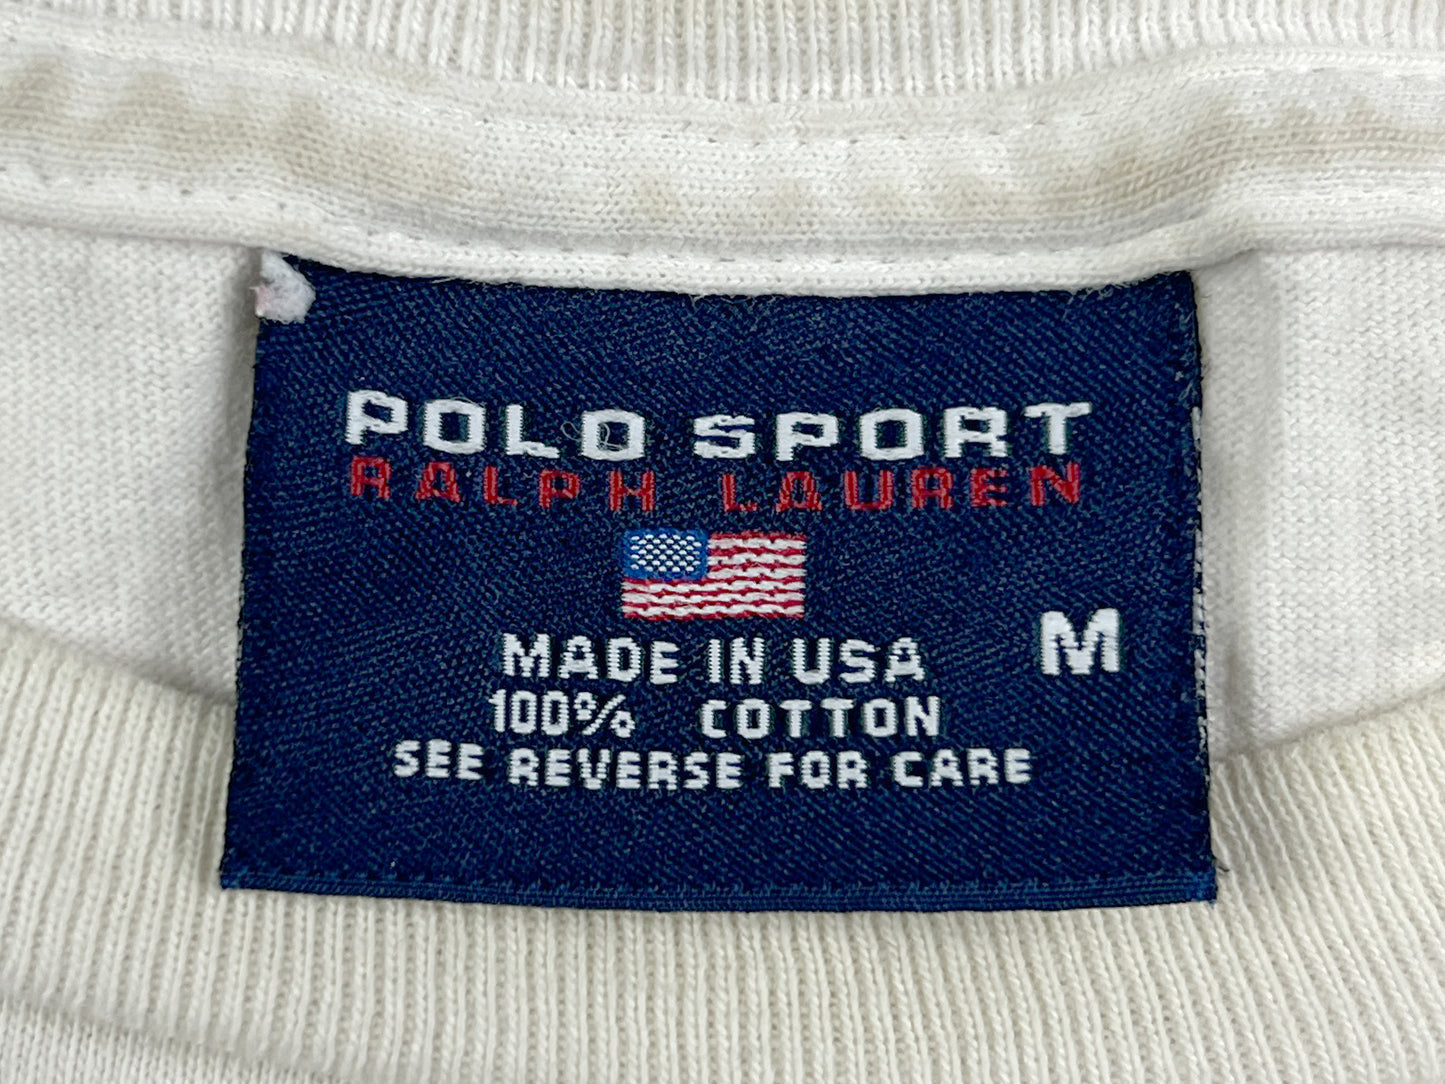 POLO SPORT
RALPH LAUREN
MADE IN USA
M
100% COTTON
SEE REVERSE FOR CARE